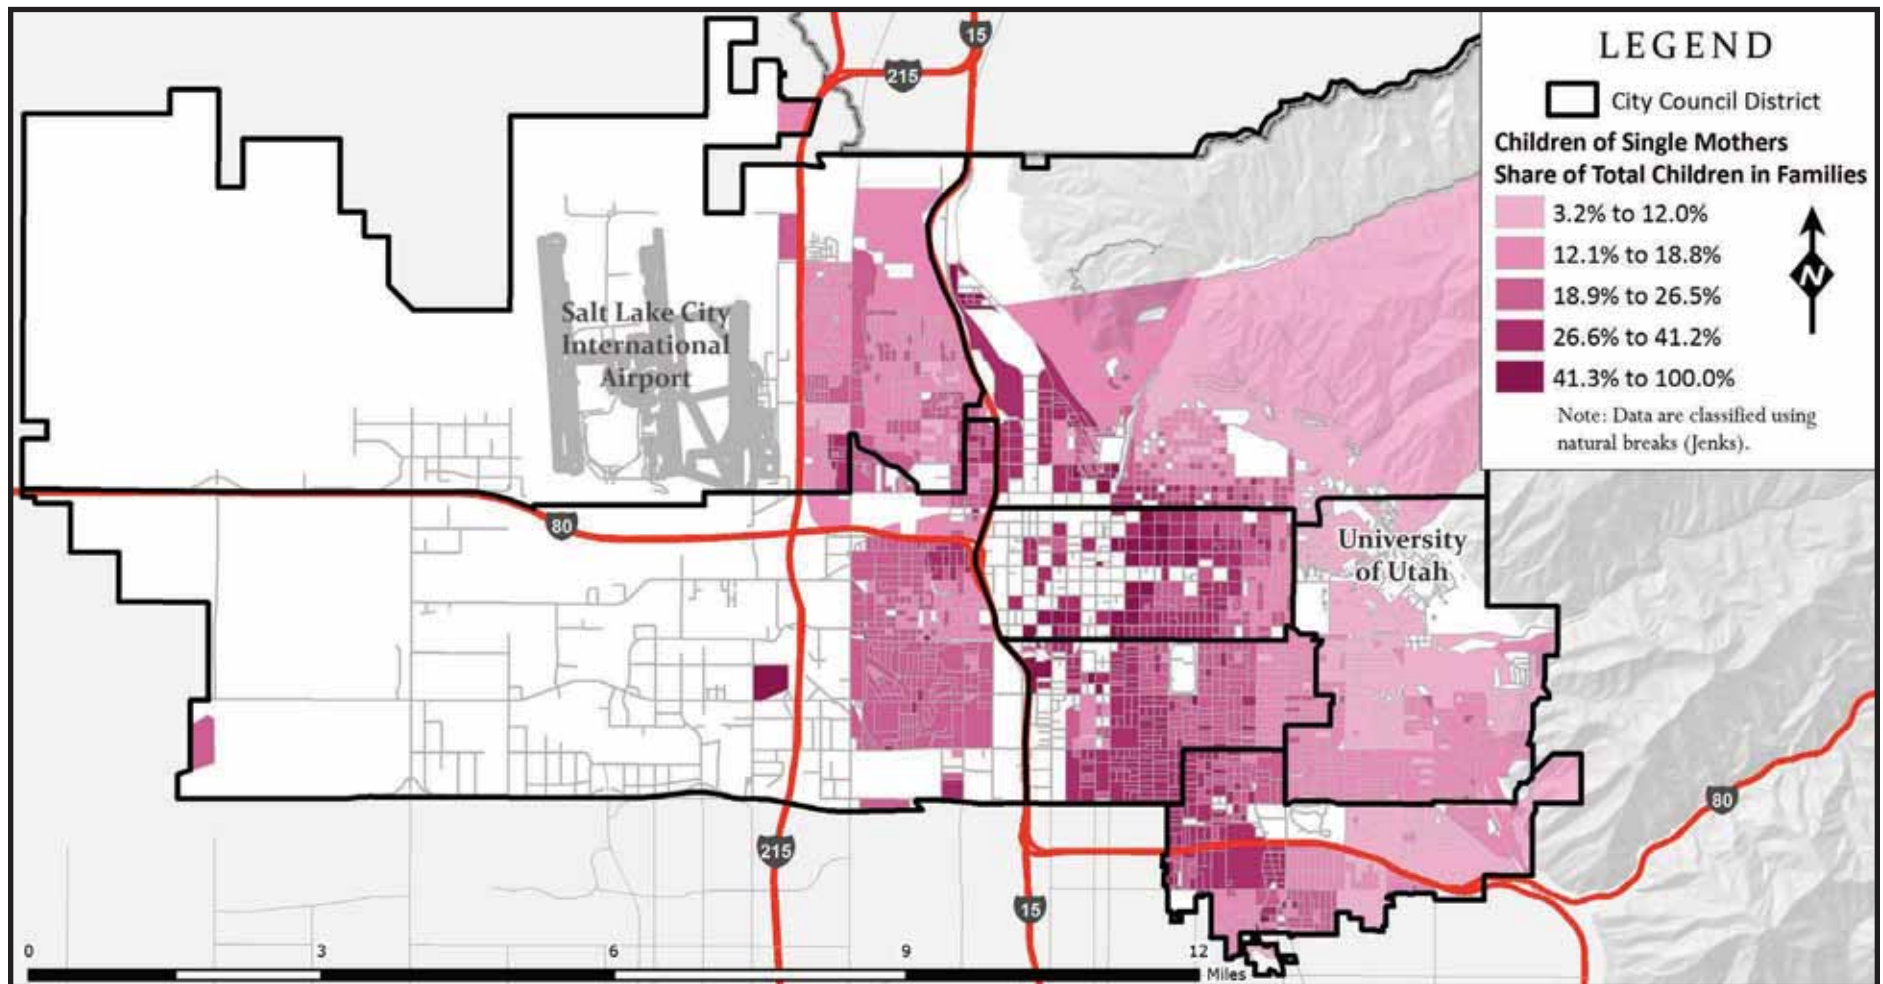 15
215
LEGEND
City Council District
Children of Single Mothers
Share of Total Children in Families
3.2% to 12.0%
12.1% to 18.8%
18.9% to 26.5%
26.6% to 41.2%
41.3% to 100.0%
N
Note: Data are classified using
natural breaks (Jenks).
Salt Lake City
International
Airport
80
University
of Utah
80
215
15
0 3 6 9 12
Miles